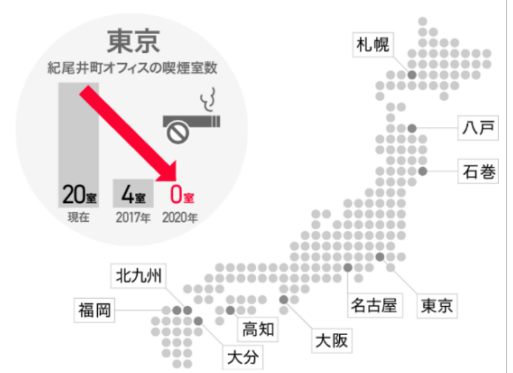 東京
紀尾井町オフィスの喫煙室数
20室
4室
0室
現在
2017年
2020年
札幌
八戸
石巻
北九州
福岡
名古屋
東京
高知
大阪
大分